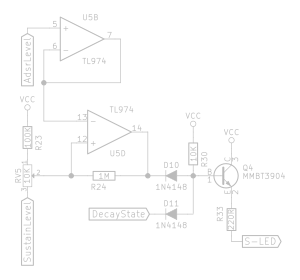 U5B
5
+
7
6
−
TL974
AdsrLevel
VCC
TL974
13
−
14
12
+
U5D
VCC
VCC
100K
R23
10K
R30
Q4
MMBT3904
D10
1N4148
B
1
C
3
E
2
RV5
10K
2
1M
R24
D11
DecayState
1N4148
R33
220R
SustainLevel
S-LED